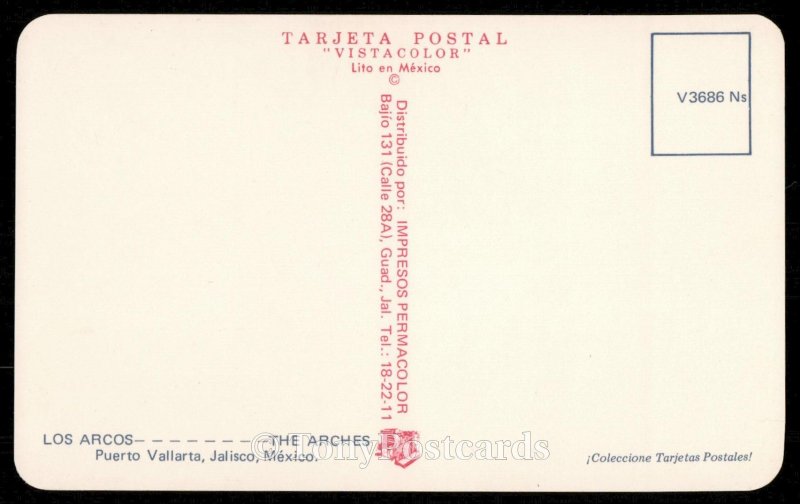 TARJETA POSTAL
"VISTACOLOR"
Lito en México
©
V3686 Ns
Distribuido por: IMPRESOS PERMACOLOR
Bajío 131 (Calle 28A), Guad., Jal. Tel.: 18-22-11
LOS ARCOS- - - - - - - - THE ARCHES
Puerto Vallarta, Jalisco, México.
©TonyPostcards
¡Coleccione Tarjetas Postales!